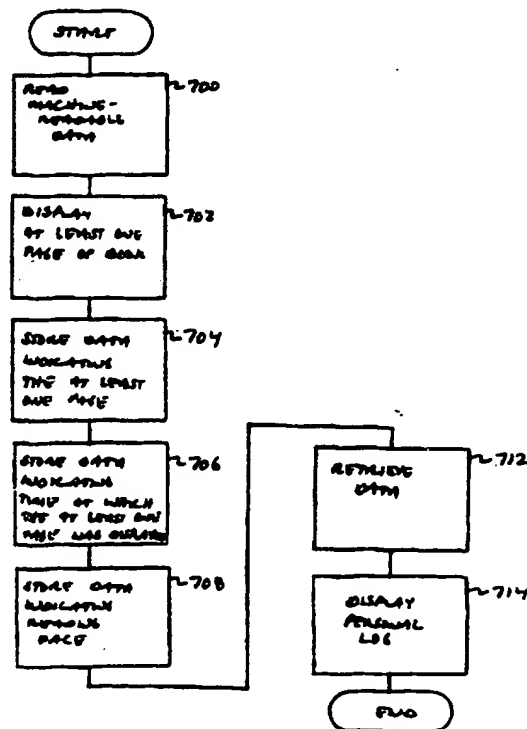 START
READ
MACHINE-
READABLE
DATA
700
DISPLAY
AT LEAST ONE
PAGE OF BOOK
702
STORE DATA
INDICATING
THE AT LEAST
ONE PAGE
704
STORE DATA
INDICATING
TIME AT WHICH
THE AT LEAST ONE
PAGE WAS DISPLAYED
706
STORE DATA
INDICATING
READING
PACE
708
RETRIEVE
DATA
712
DISPLAY
PERSONAL
LOG
714
END